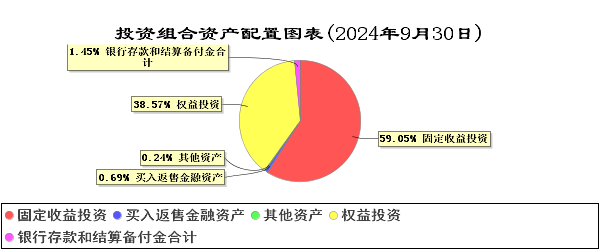 投资组合资产配置图表(2024年9月30日)
1.45% 银行存款和结算备付金合
计
38.57% 权益投资
59.05% 固定收益投资
0.24% 其他资产
0.69% 买入返售金融资产
固定收益投资 买入返售金融资产 其他资产 权益投资
银行存款和结算备付金合计